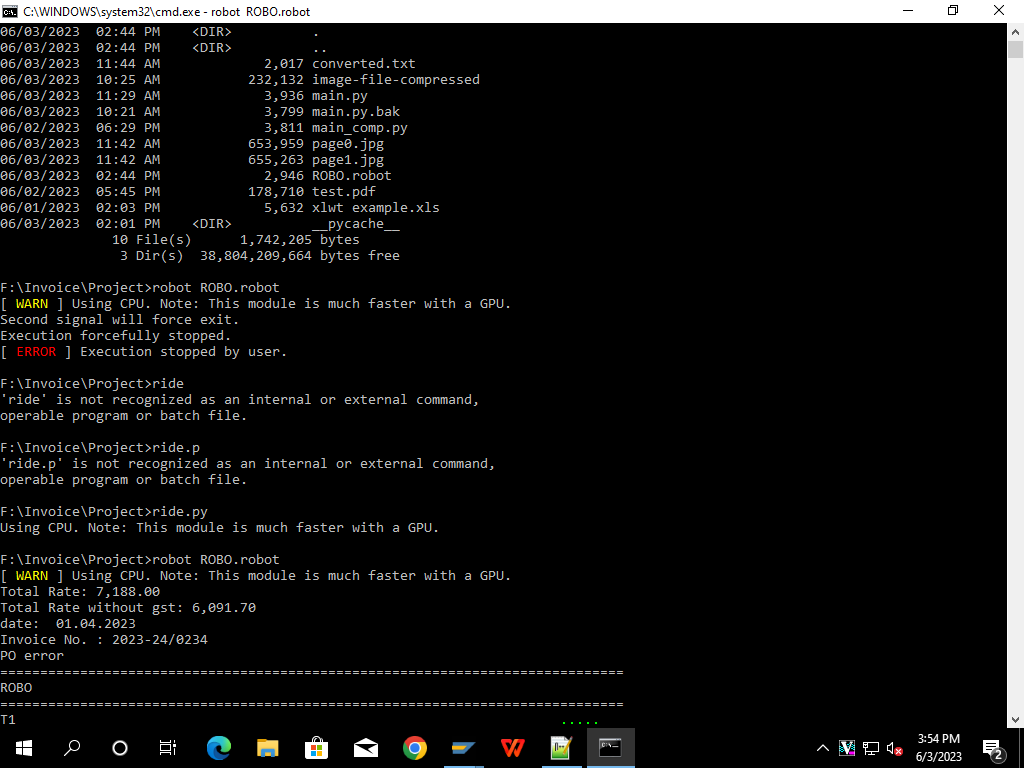 C:\WINDOWS\system32\cmd.exe - robot  ROBO.robot
06/03/2023  02:44 PM    <DIR>          .
06/03/2023  02:44 PM    <DIR>          ..
06/03/2023  11:44 AM             2,017 converted.txt
06/03/2023  10:25 AM           232,132 image-file-compressed
06/03/2023  11:29 AM             3,936 main.py
06/03/2023  10:21 AM             3,799 main.py.bak
06/02/2023  06:29 PM             3,811 main_comp.py
06/03/2023  11:42 AM           653,959 page0.jpg
06/03/2023  11:42 AM           655,263 page1.jpg
06/03/2023  02:44 PM             2,946 ROBO.robot
06/02/2023  05:45 PM           178,710 test.pdf
06/01/2023  02:03 PM             5,632 xlwt example.xls
06/03/2023  02:01 PM    <DIR>          __pycache__
              10 File(s)      1,742,205 bytes
               3 Dir(s)  38,804,209,664 bytes free
F:\Invoice\Project>robot ROBO.robot
[ WARN ] Using CPU. Note: This module is much faster with a GPU.
Second signal will force exit.
Execution forcefully stopped.
[ ERROR ] Execution stopped by user.
F:\Invoice\Project>ride
'ride' is not recognized as an internal or external command,
operable program or batch file.
F:\Invoice\Project>ride.p
'ride.p' is not recognized as an internal or external command,
operable program or batch file.
F:\Invoice\Project>ride.py
Using CPU. Note: This module is much faster with a GPU.
F:\Invoice\Project>robot ROBO.robot
[ WARN ] Using CPU. Note: This module is much faster with a GPU.
Total Rate: 7,188.00
Total Rate without gst: 6,091.70
date:  01.04.2023
Invoice No. : 2023-24/0234
PO error
==============================================================================
ROBO
==============================================================================
T1                                                                    .....
3:54 PM
6/3/2023
2